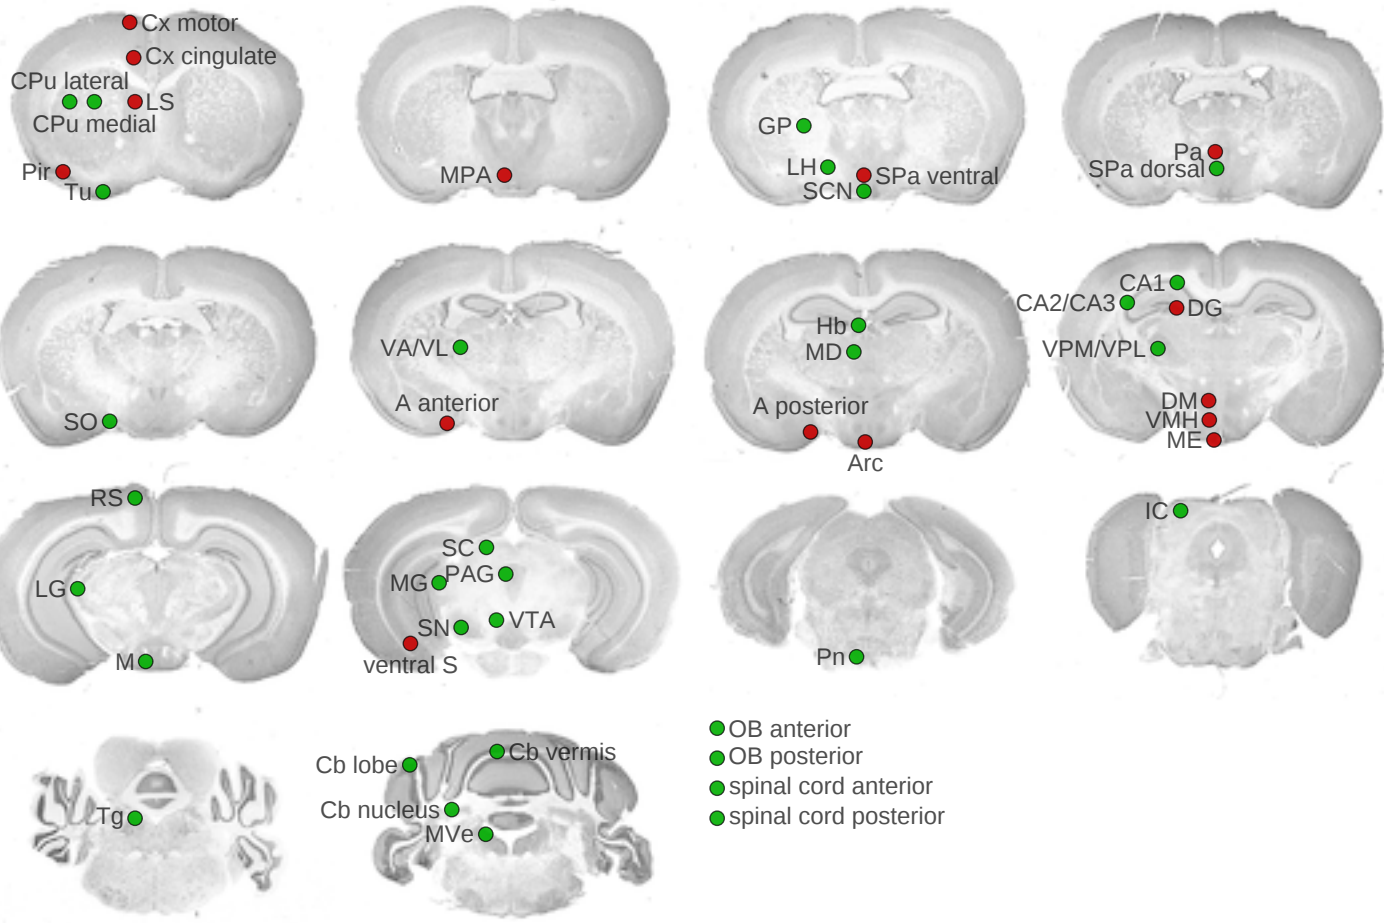 Cx motor
Cx cingulate
CPu lateral
LS
CPu medial
Pir
Tu
MPA
GP
LH
SPa ventral
SCN
Pa
SPa dorsal
SO
VA/VL
A anterior
Hb
MD
A posterior
Arc
CA1
CA2/CA3
DG
VPM/VPL
DM
VMH
ME
RS
LG
M
SC
MG
PAG
SN
VTA
ventral S
Pn
IC
Tg
Cb lobe
Cb vermis
Cb nucleus
MVe
OB anterior
OB posterior
spinal cord anterior
spinal cord posterior